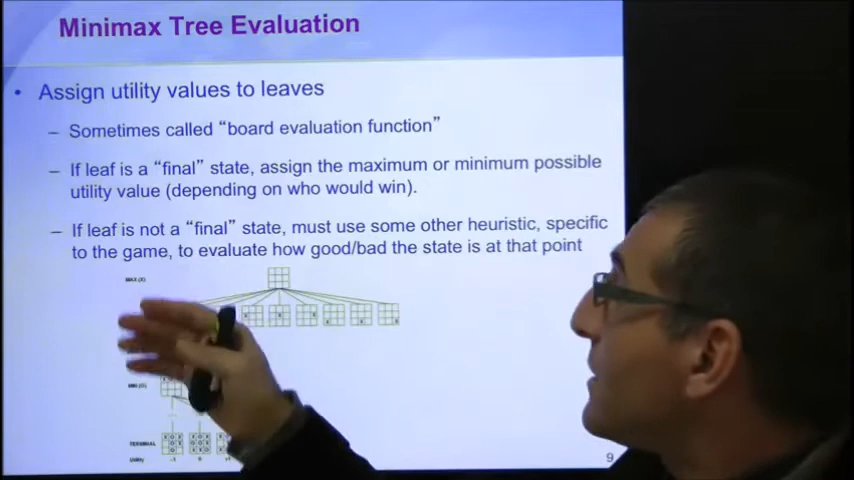 Minimax Tree Evaluation
• Assign utility values to leaves
– Sometimes called “board evaluation function”
– If leaf is a “final” state, assign the maximum or minimum possible
utility value (depending on who would win).
– If leaf is not a “final” state, must use some other heuristic, specific
to the game, to evaluate how good/bad the state is at that point
MAX (X)
MIN (O)
TERMINAL
Utility -1 0 +1
9